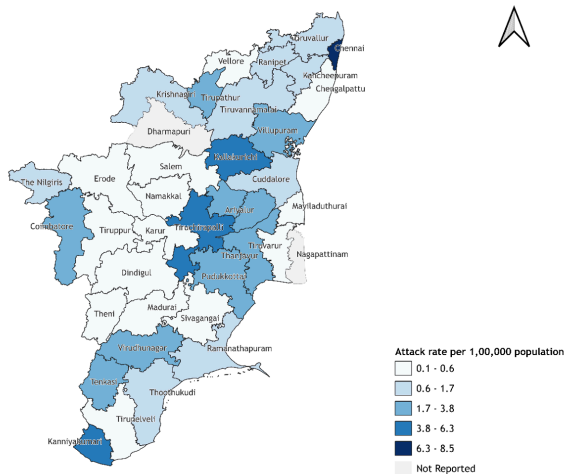 Tiruvallur
Chennai
Vellore
Ranipet
Kancheepuram
Chengalpattu
Krishnagiri
Tirupathur
Tiruvannamalai
Dharmapuri
Villupuram
Kallakurichi
Salem
The Nilgiris
Erode
Cuddalore
Namakkal
Mayiladuthurai
Ariyalur
Coimbatore
Tiruppur
Karur
Tiruchirapalli
Tiruvarur
Nagapattinam
Thanjavur
Dindigul
Pudukkottai
Theni
Madurai
Sivagangai
Virudhunagar
Ramanathapuram
Tenkasi
Thoothukudi
Tirunelveli
Kanniyakumari
Attack rate per 1,00,000 population
0.1 - 0.6
0.6 - 1.7
1.7 - 3.8
3.8 - 6.3
6.3 - 8.5
Not Reported